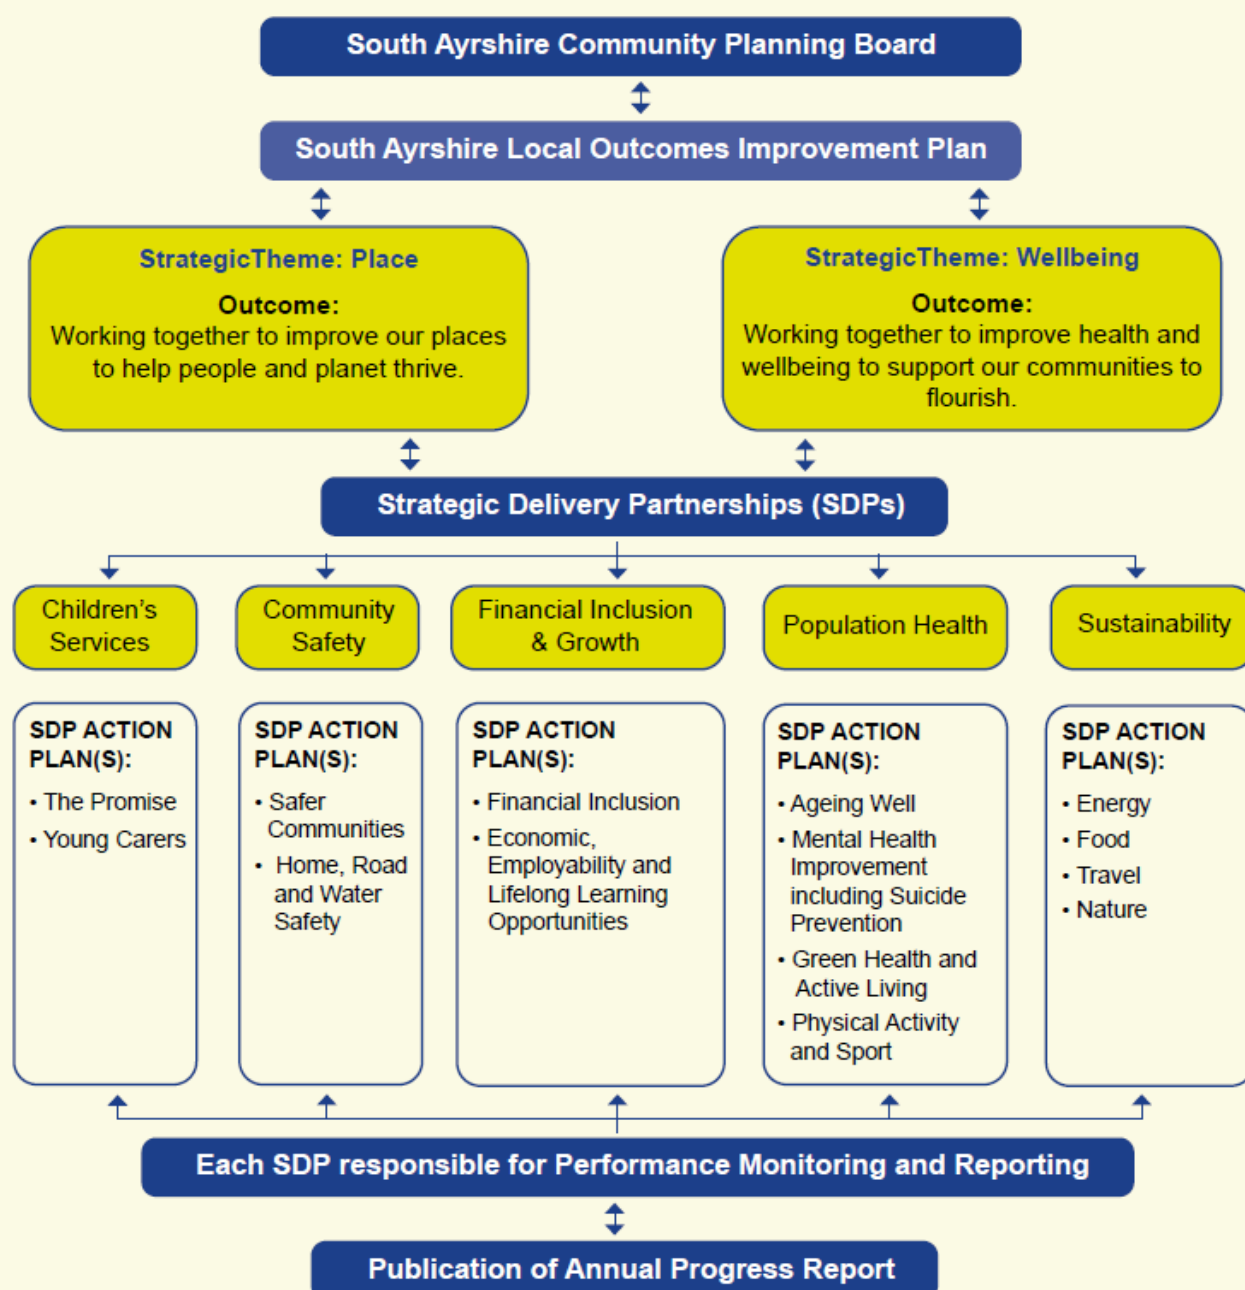 South Ayrshire Community Planning Board
South Ayrshire Local Outcomes Improvement Plan
StrategicTheme: Place
Outcome:
Working together to improve our places
to help people and planet thrive.
StrategicTheme: Wellbeing
Outcome:
Working together to improve health and
wellbeing to support our communities to
flourish.
Strategic Delivery Partnerships (SDPs)
Children’s
Services
Community
Safety
Financial Inclusion
& Growth
Population Health
Sustainability
SDP ACTION
PLAN(S):
• The Promise
• Young Carers
SDP ACTION
PLAN(S):
• Safer
Communities
• Home, Road
and Water
Safety
SDP ACTION
PLAN(S):
• Financial Inclusion
• Economic,
Employability and
Lifelong Learning
Opportunities
SDP ACTION
PLAN(S):
• Ageing Well
• Mental Health
Improvement
including Suicide
Prevention
• Green Health and
Active Living
• Physical Activity
and Sport
SDP ACTION
PLAN(S):
• Energy
• Food
• Travel
• Nature
Each SDP responsible for Performance Monitoring and Reporting
Publication of Annual Progress Report